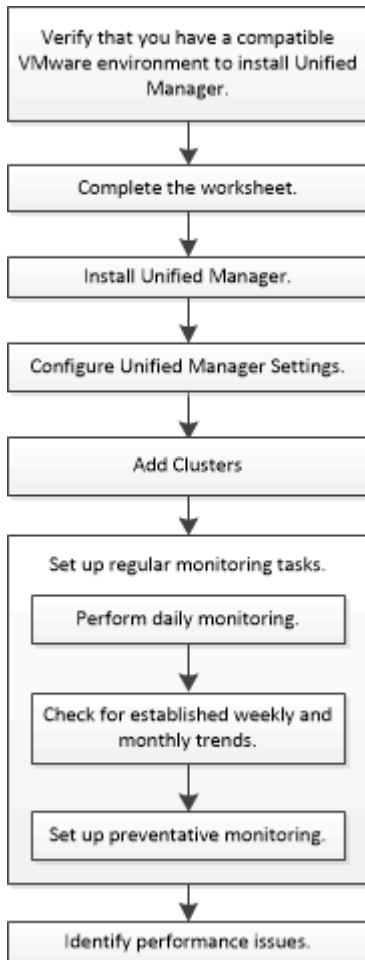 Verify that you have a compatible
VMware environment to install Unified
Manager.
Complete the worksheet.
Install Unified Manager.
Configure Unified Manager Settings.
Add Clusters
Set up regular monitoring tasks.
Perform daily monitoring.
Check for established weekly and
monthly trends.
Set up preventative monitoring.
Identify performance issues.